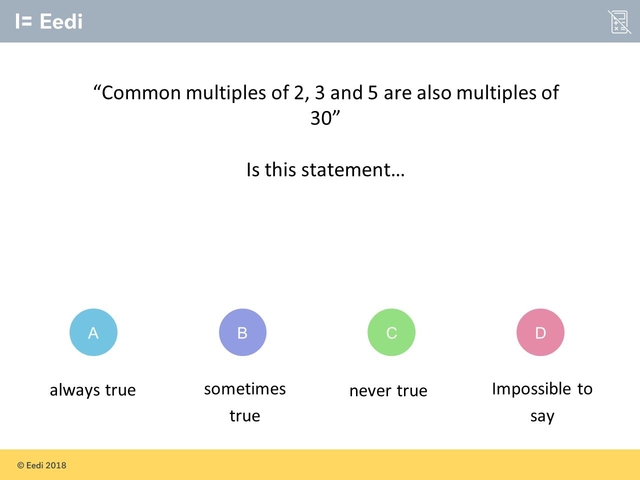 I= Eedi
“Common multiples of 2, 3 and 5 are also multiples of
30”
Is this statement...
A
B
C
D
always true
sometimes
true
never true
Impossible to
say
© Eedi 2018